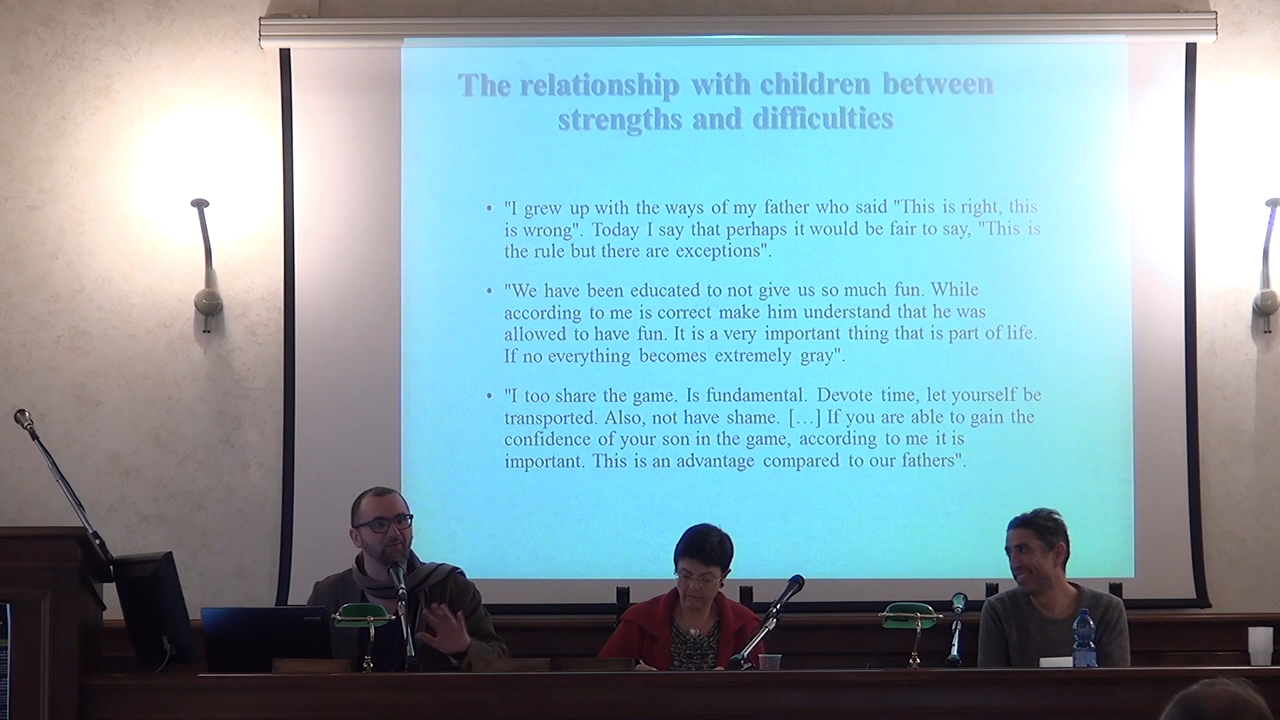 The relationship with children between
strengths and difficulties
• "I grew up with the ways of my father who said "This is right, this
is wrong". Today I say that perhaps it would be fair to say, "This is
the rule but there are exceptions".
• "We have been educated to not give us so much fun. While
according to me is correct make him understand that he was
allowed to have fun. It is a very important thing that is part of life.
If no everything becomes extremely gray".
• "I too share the game. Is fundamental. Devote time, let yourself be
transported. Also, not have shame. […] If you are able to gain the
confidence of your son in the game, according to me it is
important. This is an advantage compared to our fathers".